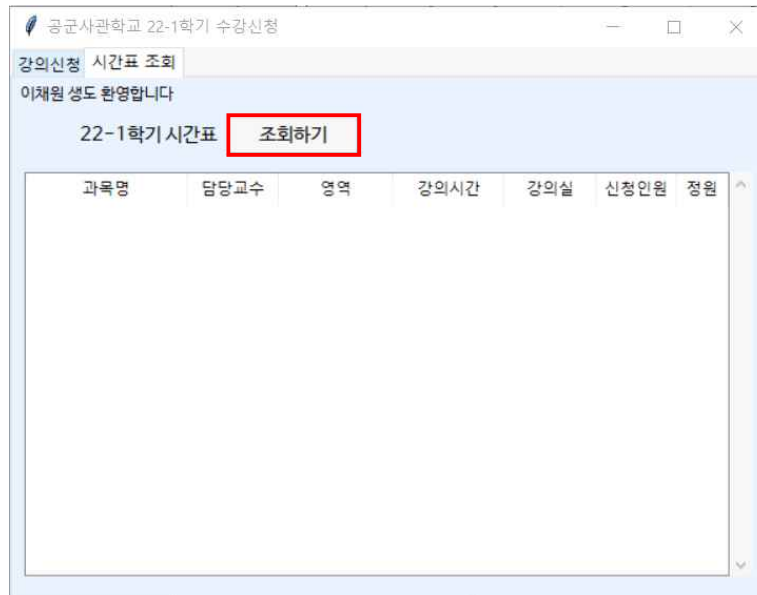 공군사관학교 22-1학기 수강신청
강의신청 시간표 조회
이채원 생도 환영합니다
22-1학기 시간표 조회하기
과목명 담당교수 영역 강의시간 강의실 신청인원 정원